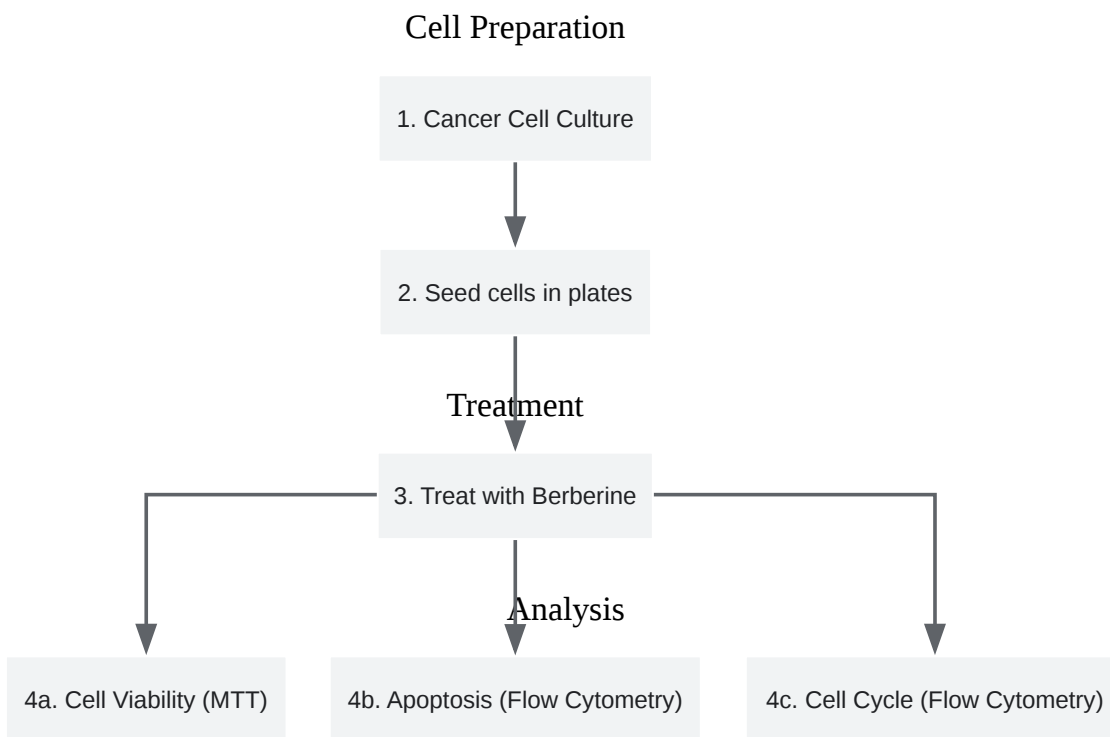 Cell Preparation
1. Cancer Cell Culture
2. Seed cells in plates
Treatment
3. Treat with Berberine
Analysis
4a. Cell Viability (MTT)
4b. Apoptosis (Flow Cytometry)
4c. Cell Cycle (Flow Cytometry)